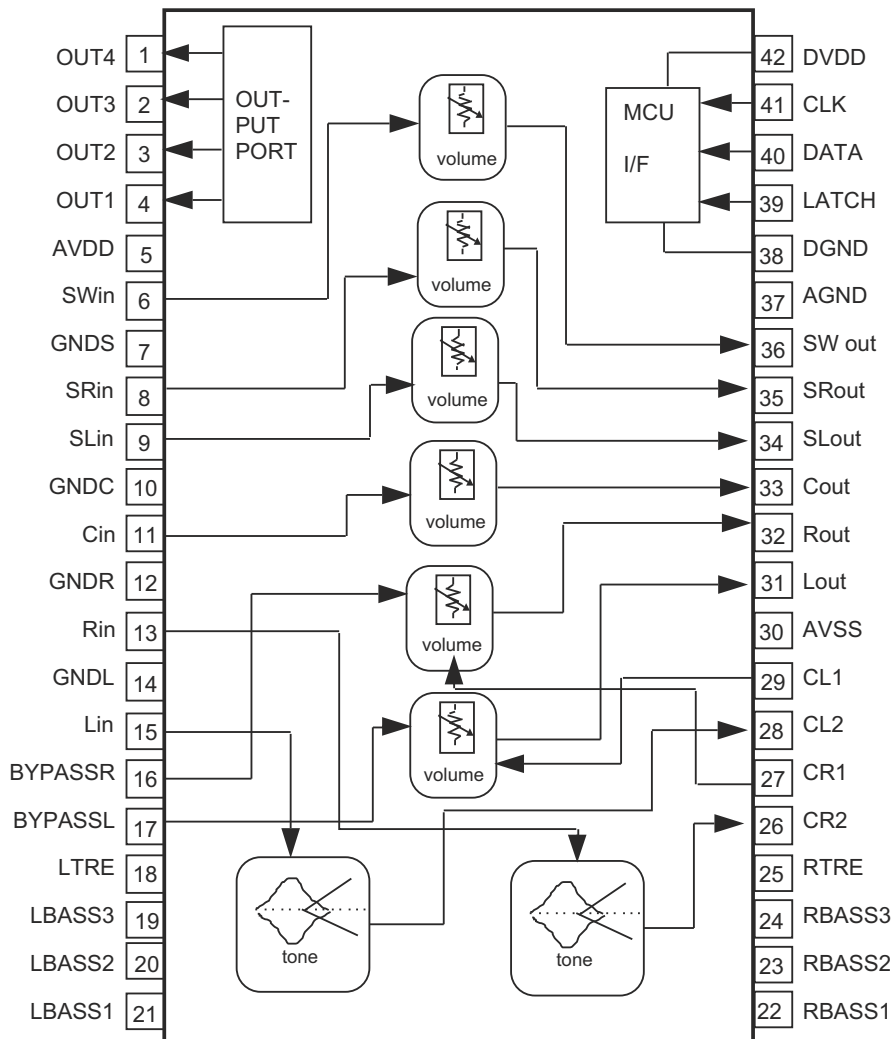 OUT4 1
OUT3 2
OUT2 3
OUT1 4
AVDD 5
SWin 6
GNDS 7
SRin 8
SLin 9
GNDC 10
Cin 11
GNDR 12
Rin 13
GNDL 14
Lin 15
BYPASSR 16
BYPASSL 17
LTRE 18
LBASS3 19
LBASS2 20
LBASS1 21
OUT-
PUT
PORT
volume
volume
volume
volume
volume
volume
tone
tone
MCU
I/F
42 DVDD
41 CLK
40 DATA
39 LATCH
38 DGND
37 AGND
36 SW out
35 SRout
34 SLout
33 Cout
32 Rout
31 Lout
30 AVSS
29 CL1
28 CL2
27 CR1
26 CR2
25 RTRE
24 RBASS3
23 RBASS2
22 RBASS1